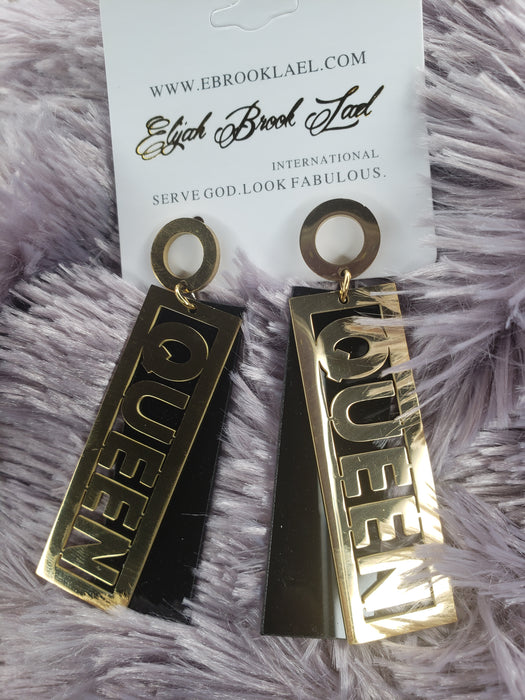 WWW.EBROOKLAEL.COM
Elijah Brook Lael
INTERNATIONAL
SERVE GOD.LOOK FABULOUS.
QUEEN
QUEEN